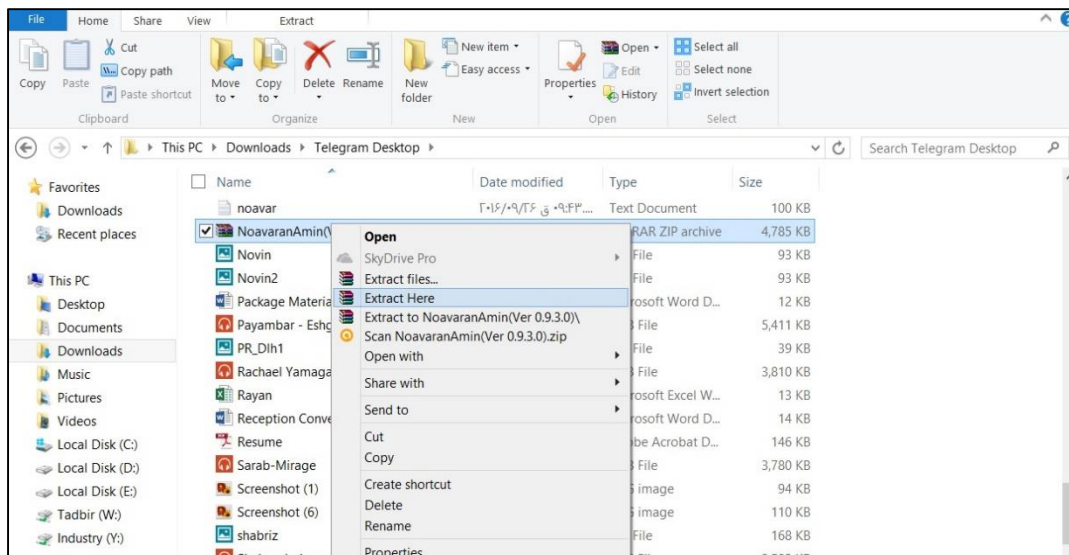 File Home Share View Extract
Copy
Paste
Cut
Copy path
Paste shortcut
Move to
Copy to
Delete
Rename
New folder
New item
Easy access
Properties
Open
Edit
History
Select all
Select none
Invert selection
Clipboard Organize New Open Select
This PC Downloads Telegram Desktop
Search Telegram Desktop
Favorites
Downloads
Recent places
This PC
Desktop
Documents
Downloads
Music
Pictures
Videos
Local Disk (C:)
Local Disk (D:)
Local Disk (E:)
Tadbir (W:)
Industry (Y:)
Name Date modified Type Size
noavar ۲۰۱۶/۰۹/۲۶ ق ۰۹:۴۳.... Text Document 100 KB
NoavaranAmin( RAR ZIP archive 4,785 KB
Novin File 93 KB
Novin2 File 93 KB
Package Materia rosoft Word D... 12 KB
Payambar - Eshg File 5,411 KB
PR_Dlh1 File 39 KB
Rachael Yamaga File 3,810 KB
Rayan rosoft Excel W... 13 KB
Reception Conve rosoft Word D... 14 KB
Resume be Acrobat D... 146 KB
Sarab-Mirage File 3,780 KB
Screenshot (1) image 94 KB
Screenshot (6) image 110 KB
shabriz File 168 KB
Open
SkyDrive Pro
Extract files...
Extract Here
Extract to NoavaranAmin(Ver 0.9.3.0)\
Scan NoavaranAmin(Ver 0.9.3.0).zip
Open with
Share with
Send to
Cut
Copy
Create shortcut
Delete
Rename
Properties